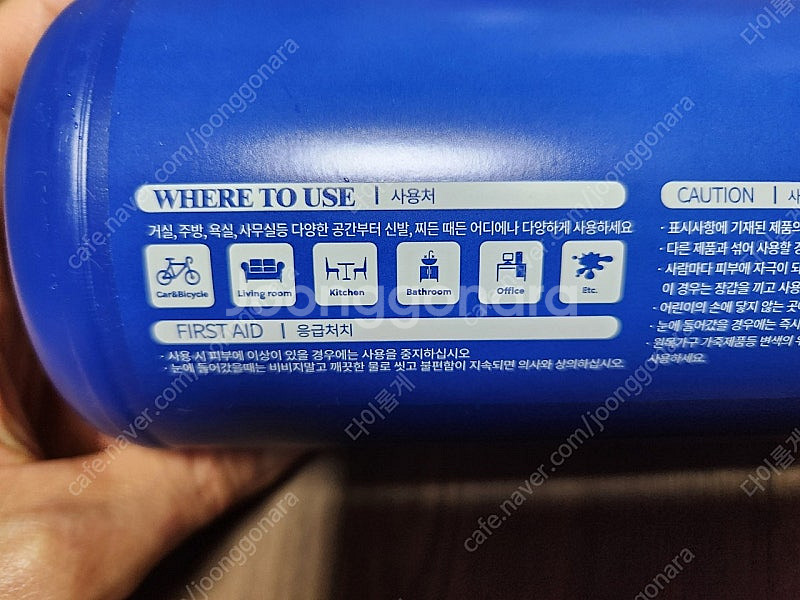 WHERE TO USE | 사용처
거실, 주방, 욕실, 사무실등 다양한 공간부터 신발, 찌든 때든 어디에나 다양하게 사용하세요
Car&Bicycle
Living room
Kitchen
Bathroom
Office
Etc.
FIRST AID | 응급처치
- 사용 시 피부에 이상이 있을 경우에는 사용을 중지하십시오
- 눈에 들어갔을때는 비비지말고 깨끗한 물로 씻고 불편함이 지속되면 의사와 상의하십시오.
CAUTION |
- 표시사항에 기재된 제품의
- 다른 제품과 섞어 사용할
- 사람마다 피부에 자극이
이 경우는 장갑을 끼고 사용
- 어린이의 손에 닿지 않는
- 눈에 들어갔을 경우에는 즉시
- 원목가구 가죽제품등 변색의
사용하세요.
joonggonara
cafe.naver.com/joonggonara
다이롭게